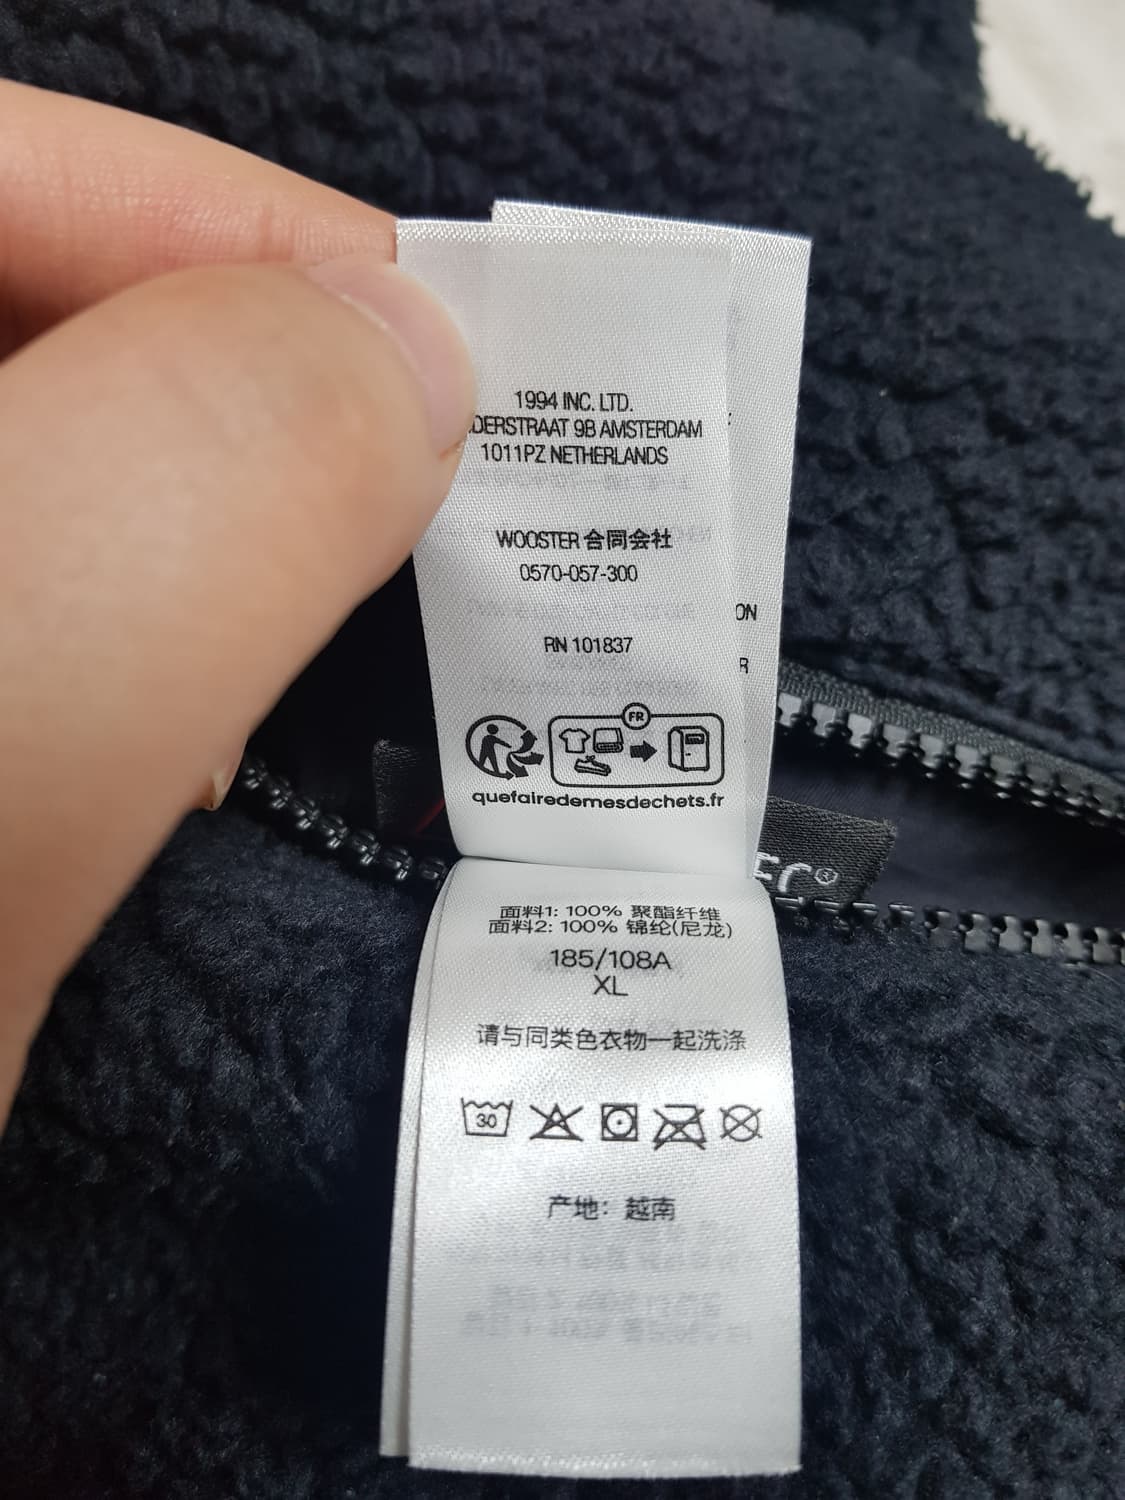 1994 INC. LTD.
9B AMSTERDAM
1011PZ NETHERLANDS
WOOSTER 合同会社
0570-057-300
RN 101837
FR
quefairedemesdechets.fr
面料1: 100% 聚酯纤维
面料2: 100% 锦纶(尼龙)
185/108A
XL
请与同类色衣物一起洗涤
30
产地：越南